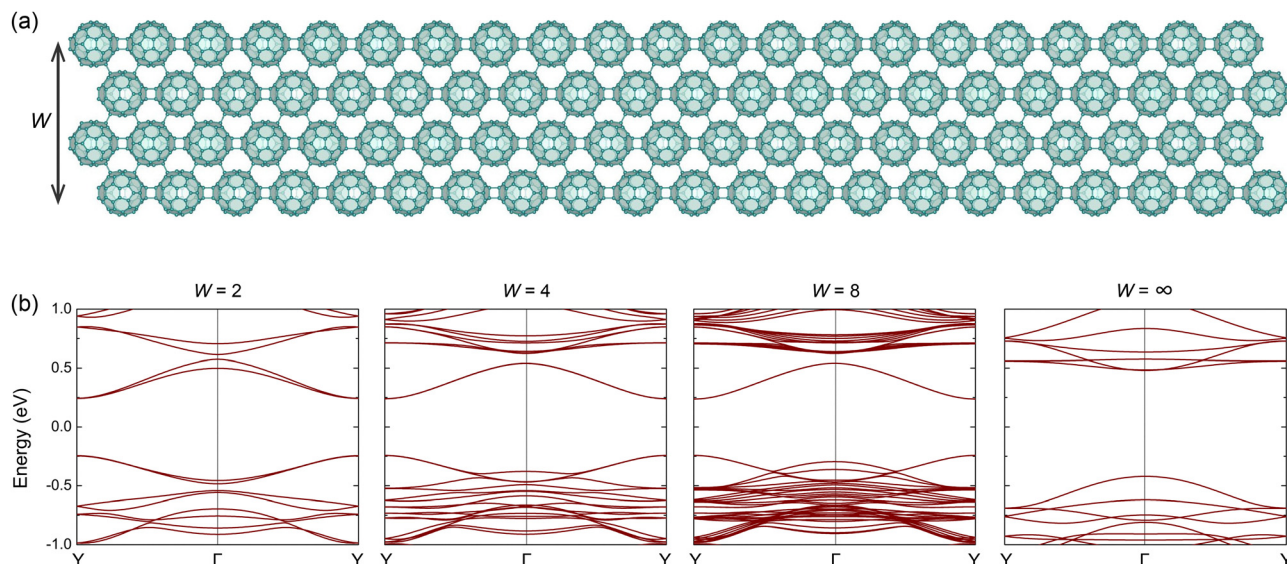 (a)
W
(b)
W = 2
W = 4
W = 8
W = ∞
Energy (eV)
1.0
0.5
0.0
-0.5
-1.0
Y Γ Y
Y Γ Y
Y Γ Y
Y Γ Y